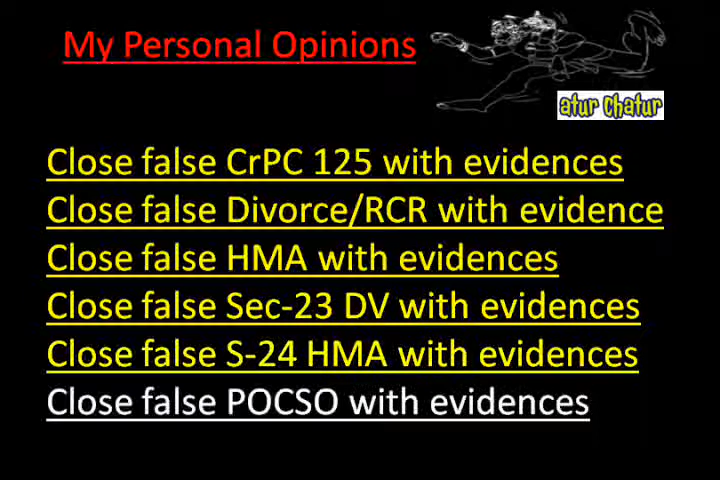 My Personal Opinions
atur Chatur
Close false CrPC 125 with evidences
Close false Divorce/RCR with evidence
Close false HMA with evidences
Close false Sec-23 DV with evidences
Close false S-24 HMA with evidences
Close false POCSO with evidences